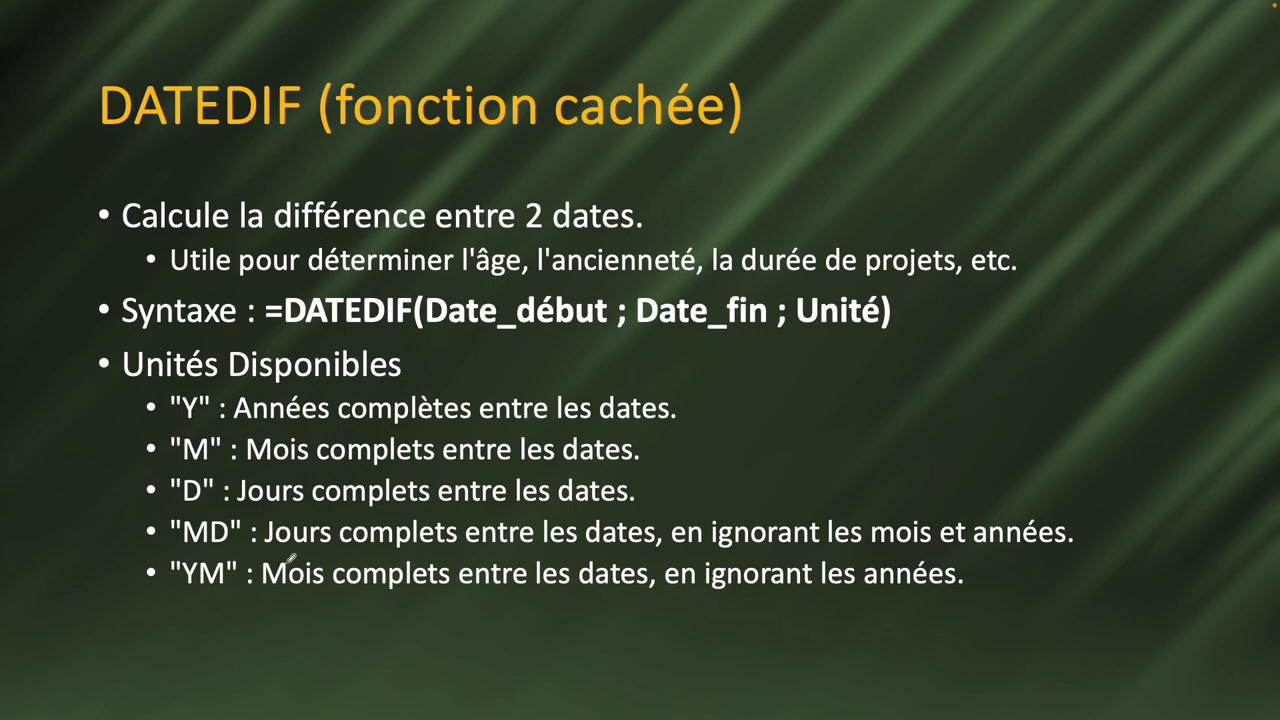 DATEDIF (fonction cachée)
• Calcule la différence entre 2 dates.
• Utile pour déterminer l'âge, l'ancienneté, la durée de projets, etc.
• Syntaxe : =DATEDIF(Date_début ; Date_fin ; Unité)
• Unités Disponibles
• "Y" : Années complètes entre les dates.
• "M" : Mois complets entre les dates.
• "D" : Jours complets entre les dates.
• "MD" : Jours complets entre les dates, en ignorant les mois et années.
• "YM" : Mois complets entre les dates, en ignorant les années.